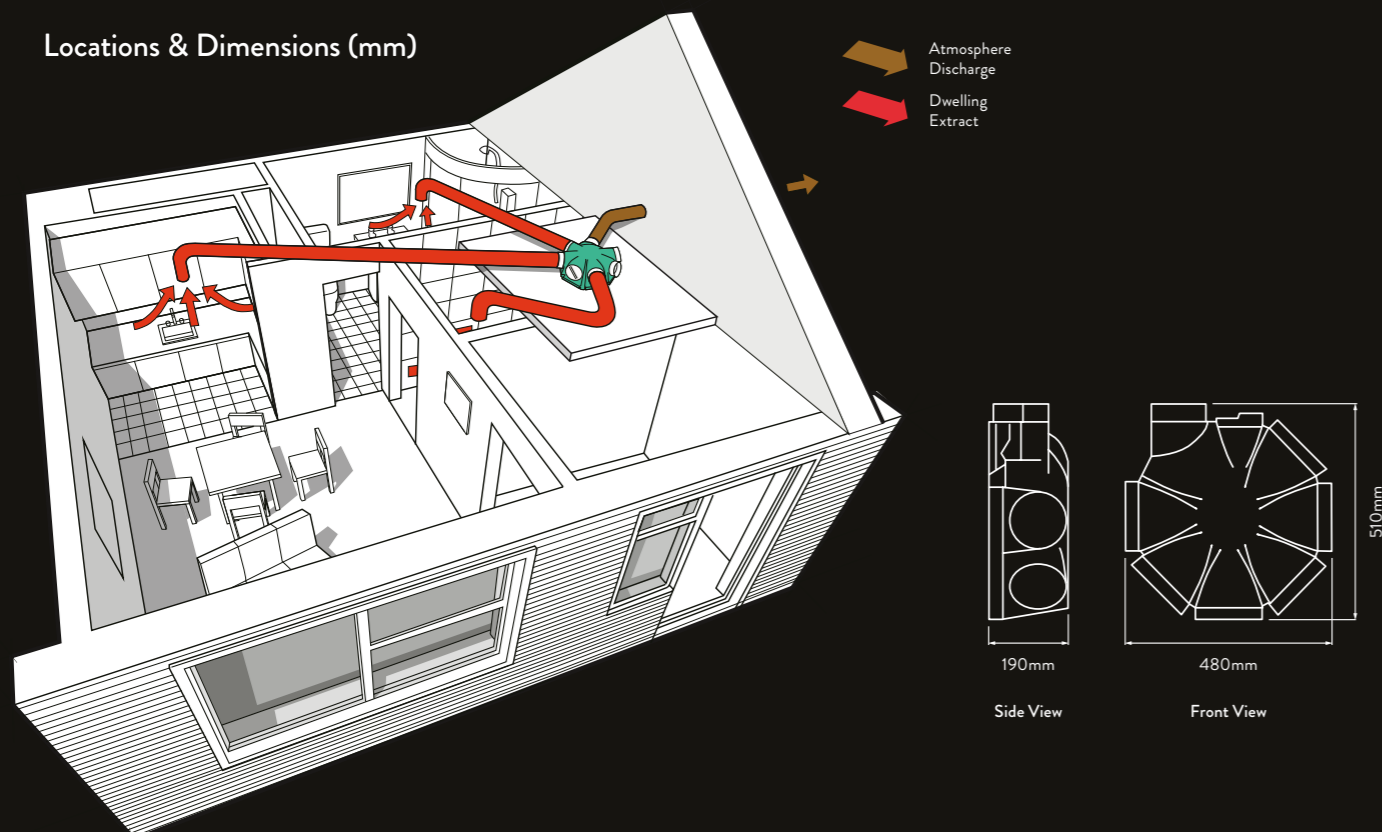 Locations & Dimensions (mm)
Atmosphere
Discharge
Dwelling
Extract
510mm
190mm
480mm
Side View
Front View